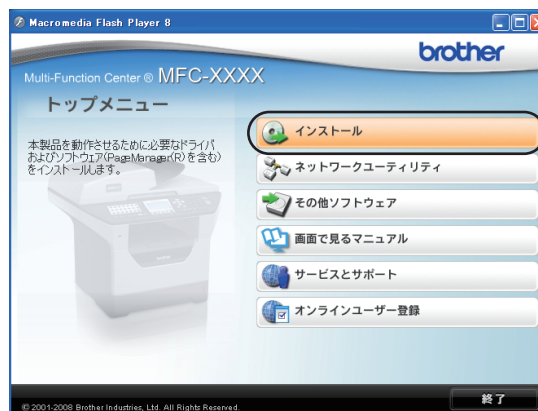 Macromedia Flash Player 8
brother
Multi-Function Center ® MFC-XXXX
トップメニュー
本製品を動作させるために必要なドライバ
およびソフトウェア(PageManager(R)を含む)
をインストールします。
インストール
ネットワークユーティリティ
その他ソフトウェア
画面で見るマニュアル
サービスとサポート
オンラインユーザー登録
終了
© 2001-2008 Brother Industries, Ltd. All Rights Reserved.